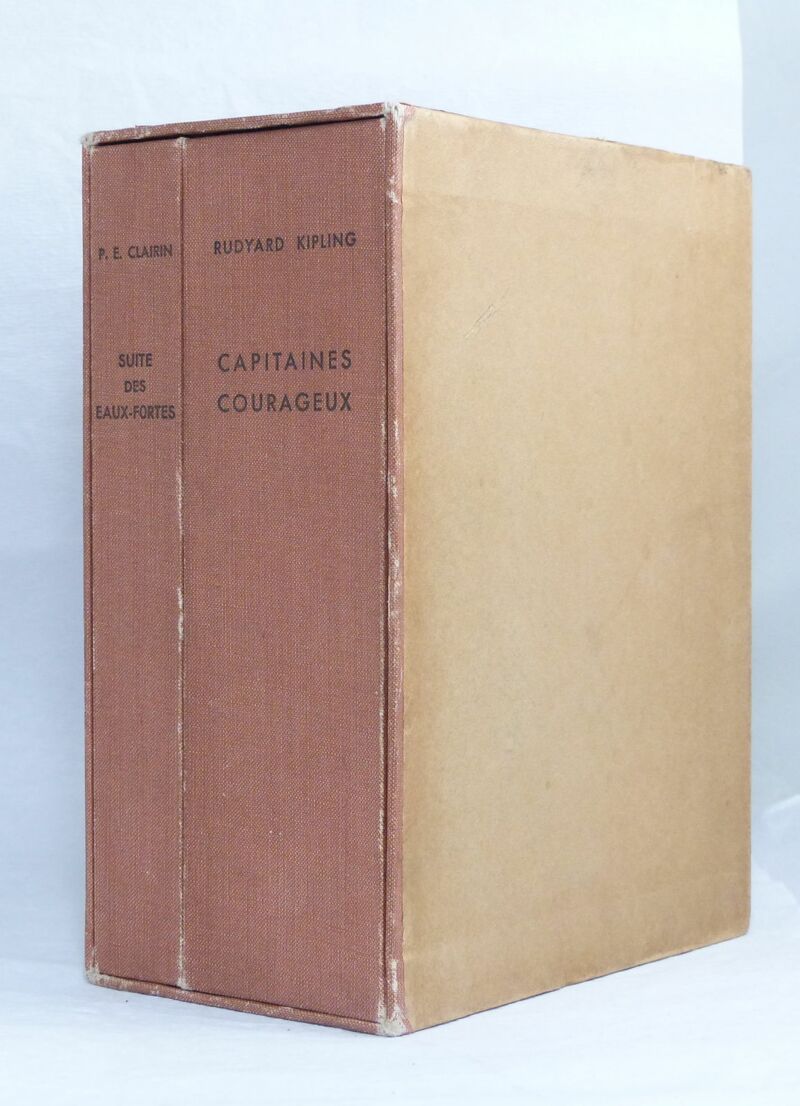 P. E. CLAIRIN
SUITE
DES
EAUX-FORTES
RUDYARD KIPLING
CAPITAINES
COURAGEUX